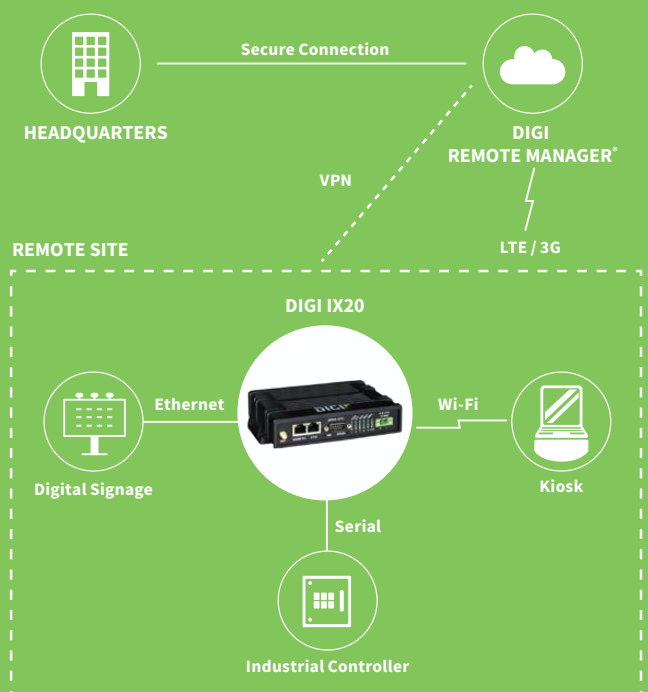 Secure Connection
HEADQUARTERS
DIGI
REMOTE MANAGER®
VPN
LTE / 3G
REMOTE SITE
DIGI IX20
DIGI
Ethernet
Wi-Fi
Digital Signage
Kiosk
Serial
Industrial Controller